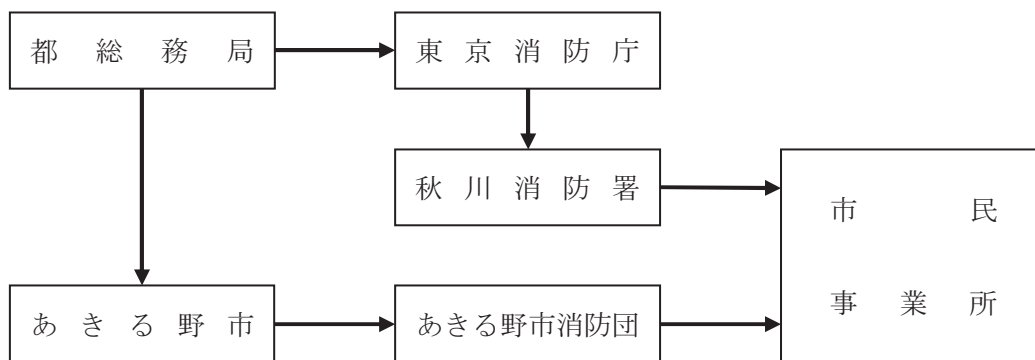 都総務局
東京消防庁
秋川消防署
市民
事業所
あきる野市
あきる野市消防団